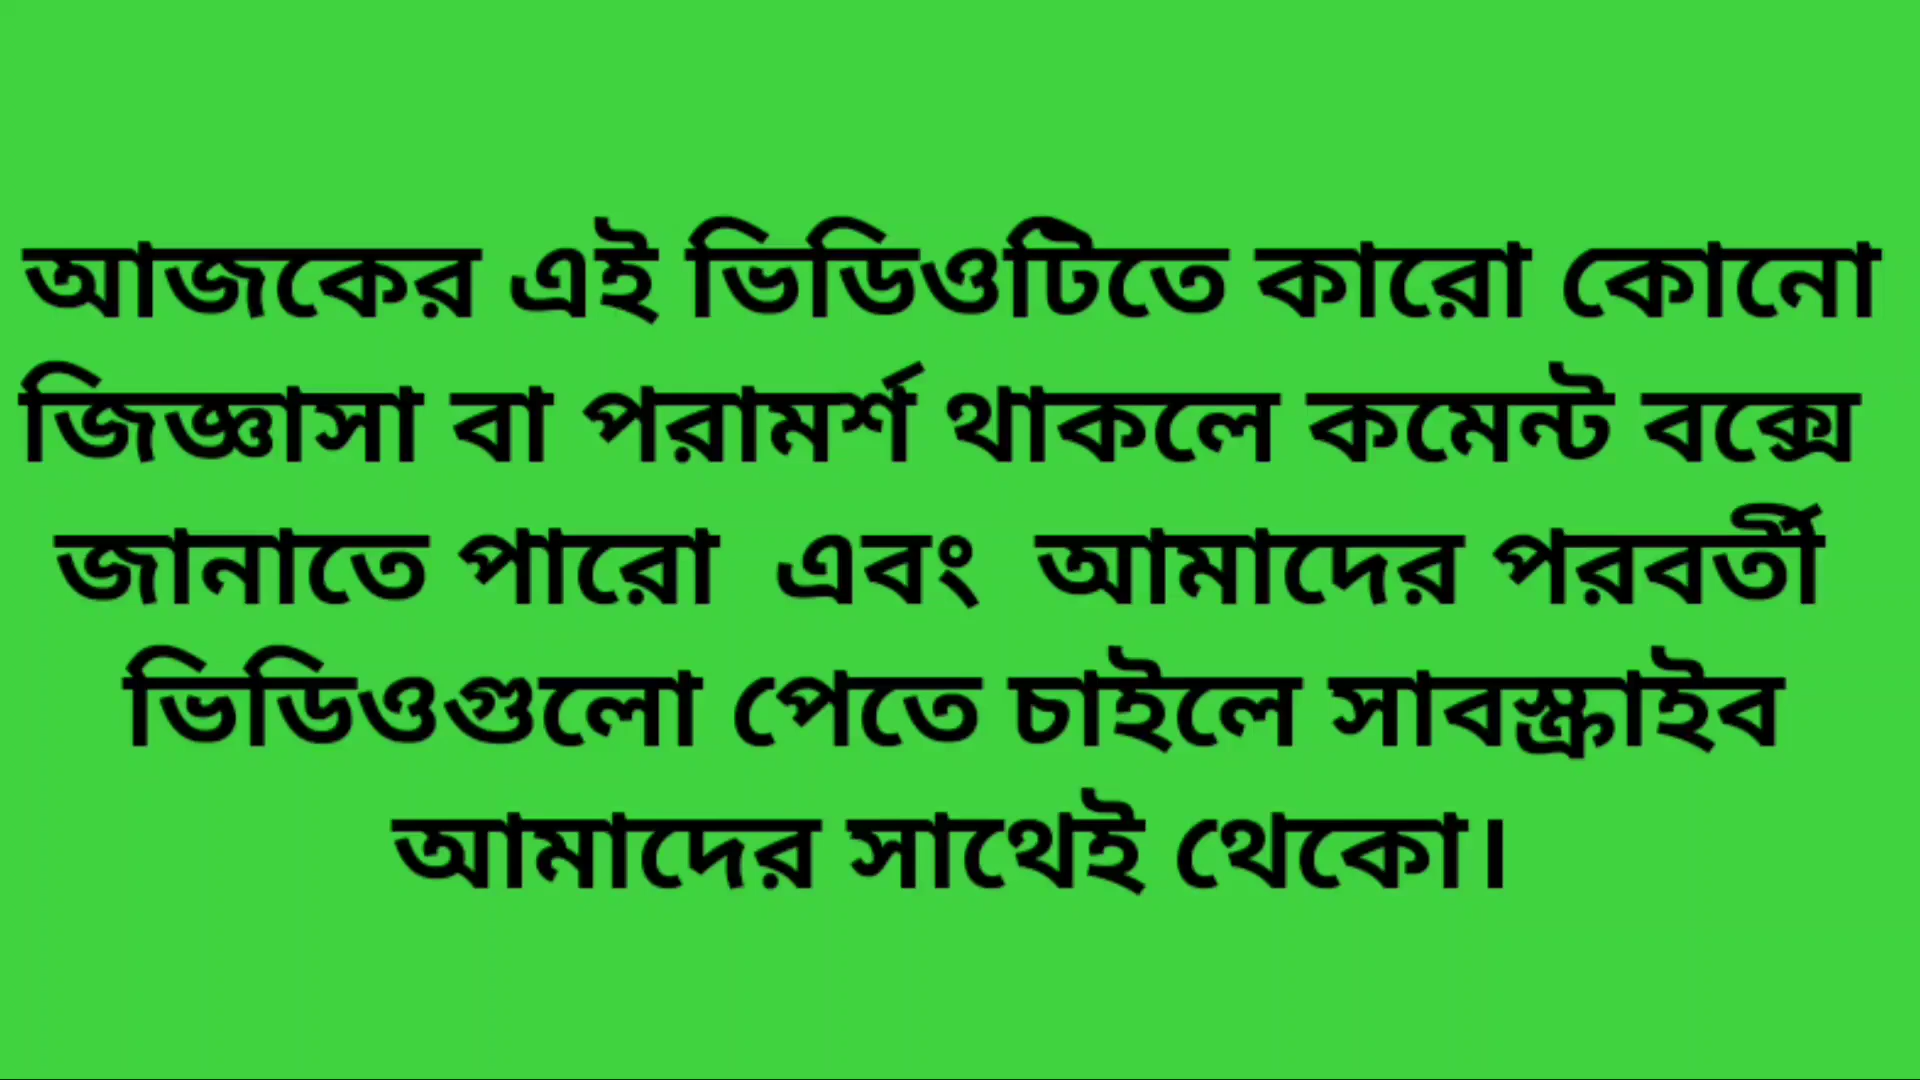 আজকের এই ভিডিওটিতে কারো কোনো
জিজ্ঞাসা বা পরামর্শ থাকলে কমেন্ট বক্সে
জানাতে পারো এবং আমাদের পরবর্তী
ভিডিওগুলো পেতে চাইলে সাবস্ক্রাইব
আমাদের সাথেই থেকো।